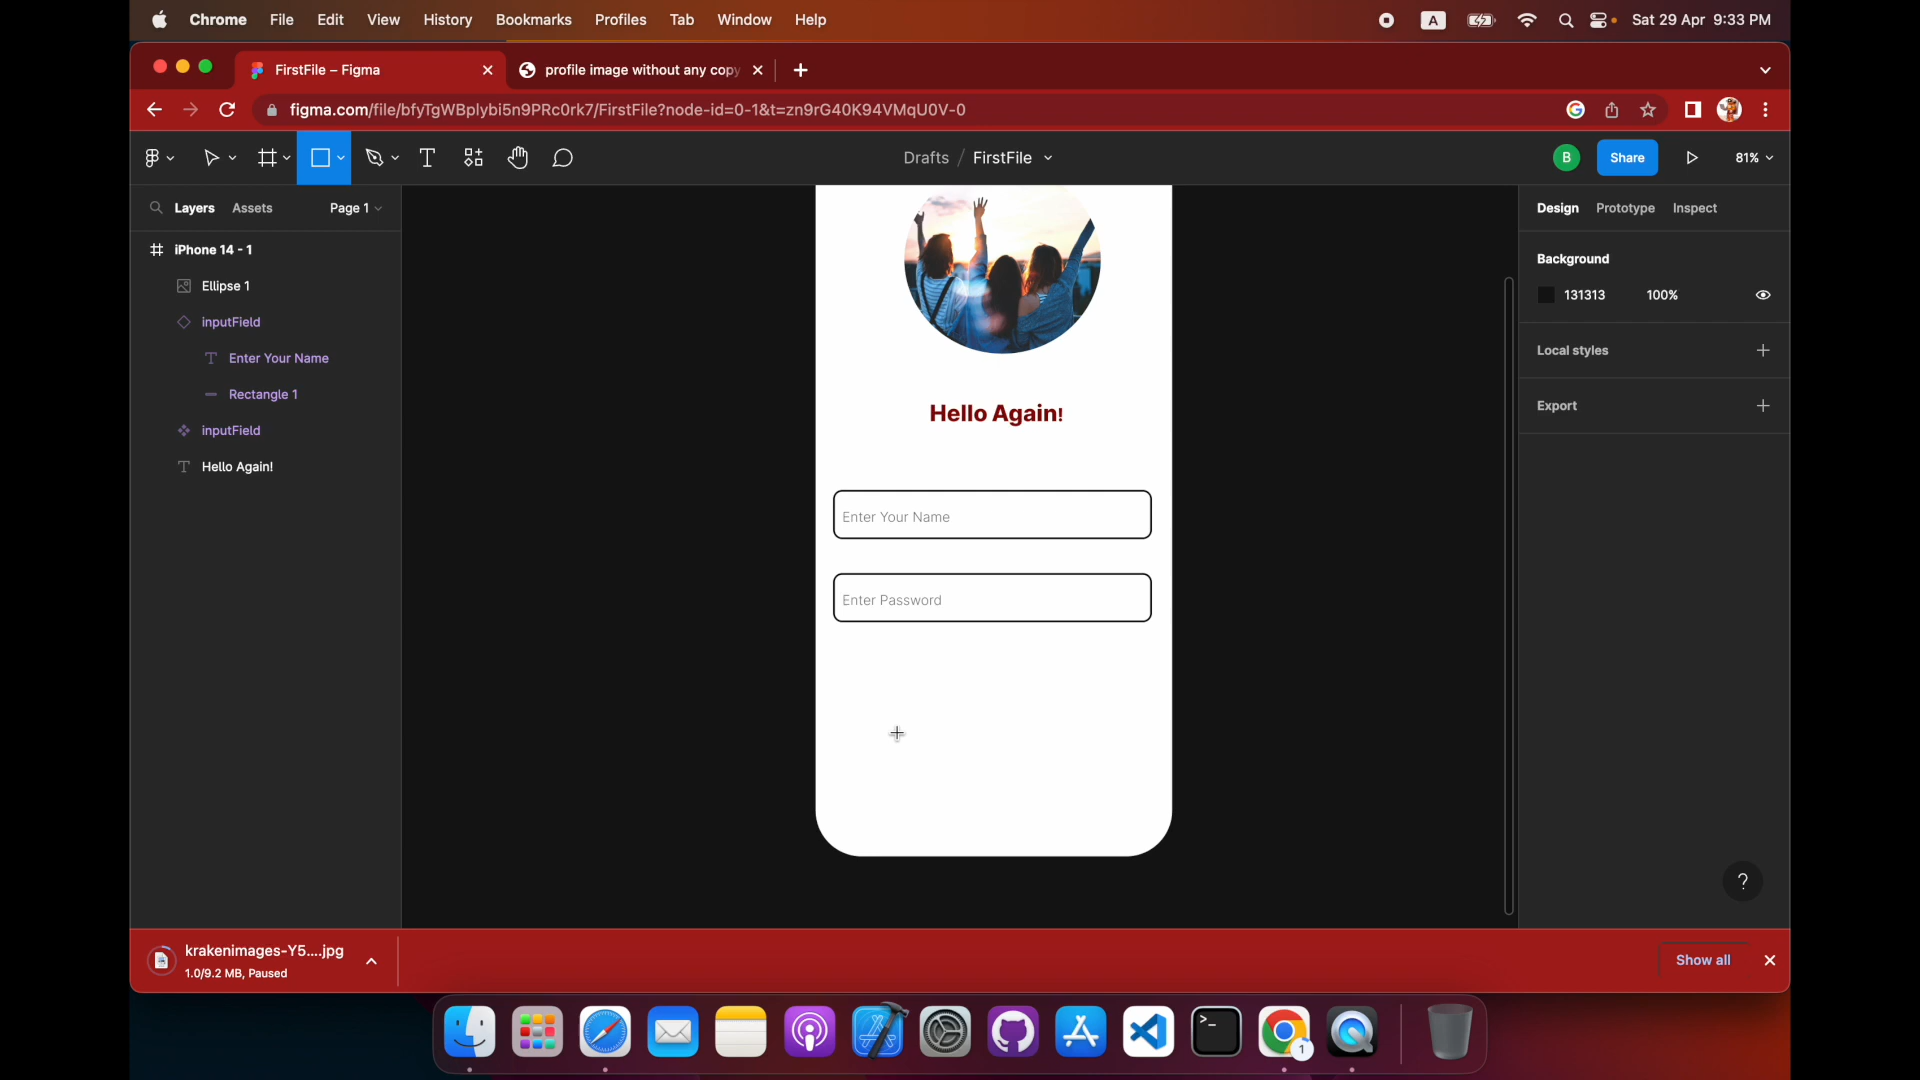 Chrome File Edit View History Bookmarks Profiles Tab Window Help A Sat 29 Apr 9:33 PM
FirstFile – Figma profile image without any copy
figma.com/file/bfyTgWBplybi5n9PRc0rk7/FirstFile?node-id=0-1&t=zn9rG40K94VMqU0V-0
T Drafts / FirstFile B Share 81%
Layers Assets Page 1 Design Prototype Inspect
iPhone 14 - 1
Background
Ellipse 1
131313 100%
inputField
Local styles
T Enter Your Name
Rectangle 1
Export
Hello Again!
inputField
T Hello Again!
Enter Your Name
Enter Password
?
krakenimages-Y5....jpg
1.0/9.2 MB, Paused
Show all
>_
1